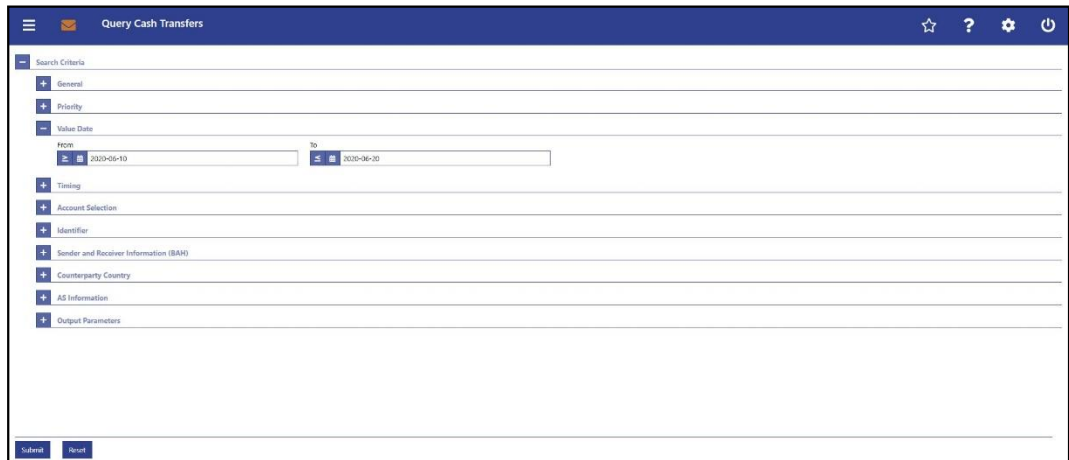 Query Cash Transfers
?
Search Criteria
General
Priority
Value Date
From To
≥ 2020-06-10 ≤ 2020-06-20
Timing
Account Selection
Identifier
Sender and Receiver Information (BAH)
Counterparty Country
AS Information
Output Parameters
Submit Reset